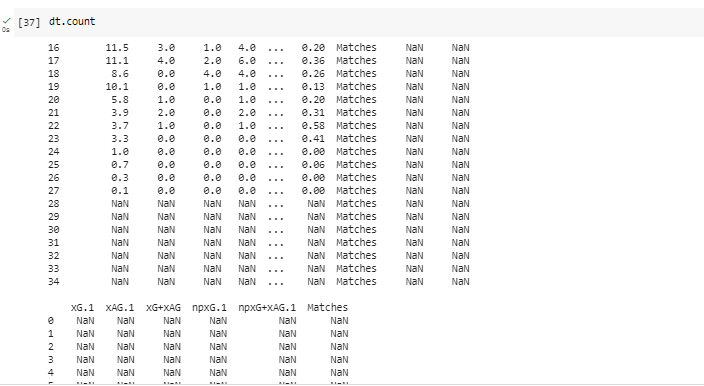 [37] dt.count
0s
16 11.5 3.0 1.0 4.0 ... 0.20 Matches NaN NaN
17 11.1 4.0 2.0 6.0 ... 0.36 Matches NaN NaN
18 8.6 0.0 4.0 4.0 ... 0.26 Matches NaN NaN
19 10.1 0.0 1.0 1.0 ... 0.13 Matches NaN NaN
20 5.8 1.0 0.0 1.0 ... 0.20 Matches NaN NaN
21 3.9 2.0 0.0 2.0 ... 0.31 Matches NaN NaN
22 3.7 1.0 0.0 1.0 ... 0.58 Matches NaN NaN
23 3.3 0.0 0.0 0.0 ... 0.41 Matches NaN NaN
24 1.0 0.0 0.0 0.0 ... 0.00 Matches NaN NaN
25 0.7 0.0 0.0 0.0 ... 0.06 Matches NaN NaN
26 0.3 0.0 0.0 0.0 ... 0.00 Matches NaN NaN
27 0.1 0.0 0.0 0.0 ... 0.00 Matches NaN NaN
28 NaN NaN NaN NaN ... NaN Matches NaN NaN
29 NaN NaN NaN NaN ... NaN Matches NaN NaN
30 NaN NaN NaN NaN ... NaN Matches NaN NaN
31 NaN NaN NaN NaN ... NaN Matches NaN NaN
32 NaN NaN NaN NaN ... NaN Matches NaN NaN
33 NaN NaN NaN NaN ... NaN Matches NaN NaN
34 NaN NaN NaN NaN ... NaN Matches NaN NaN
xG.1 xAG.1 xG+xAG npxG.1 npxG+xAG.1 Matches
0 NaN NaN NaN NaN NaN NaN
1 NaN NaN NaN NaN NaN NaN
2 NaN NaN NaN NaN NaN NaN
3 NaN NaN NaN NaN NaN NaN
4 NaN NaN NaN NaN NaN NaN